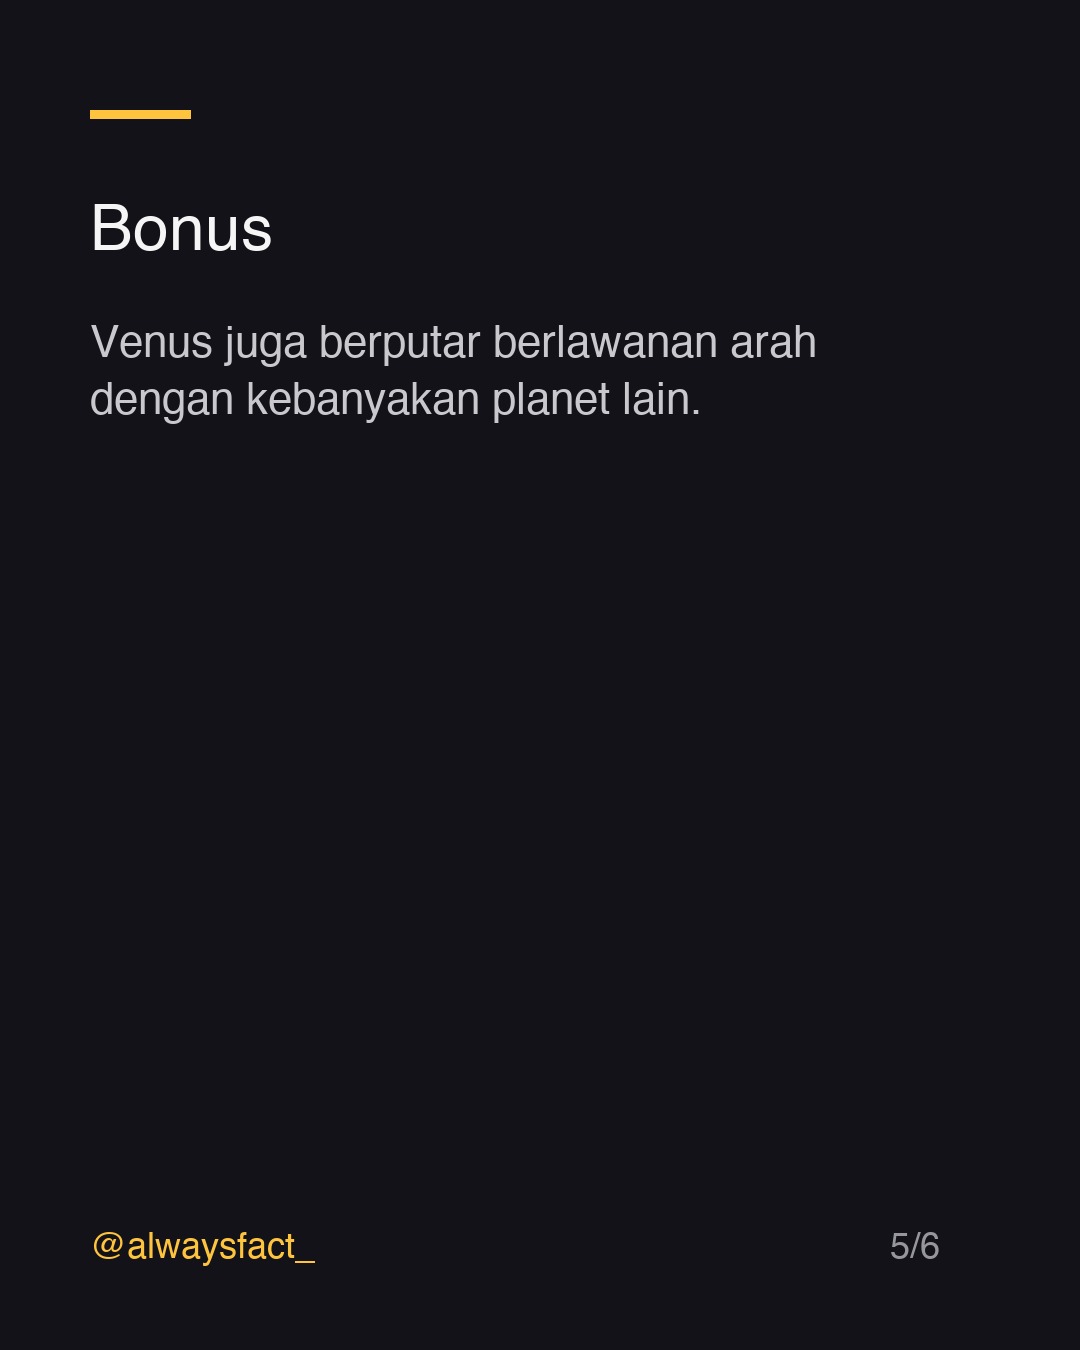 Bonus
Venus juga berputar berlawanan arah
dengan kebanyakan planet lain.
@alwaysfact_
5/6